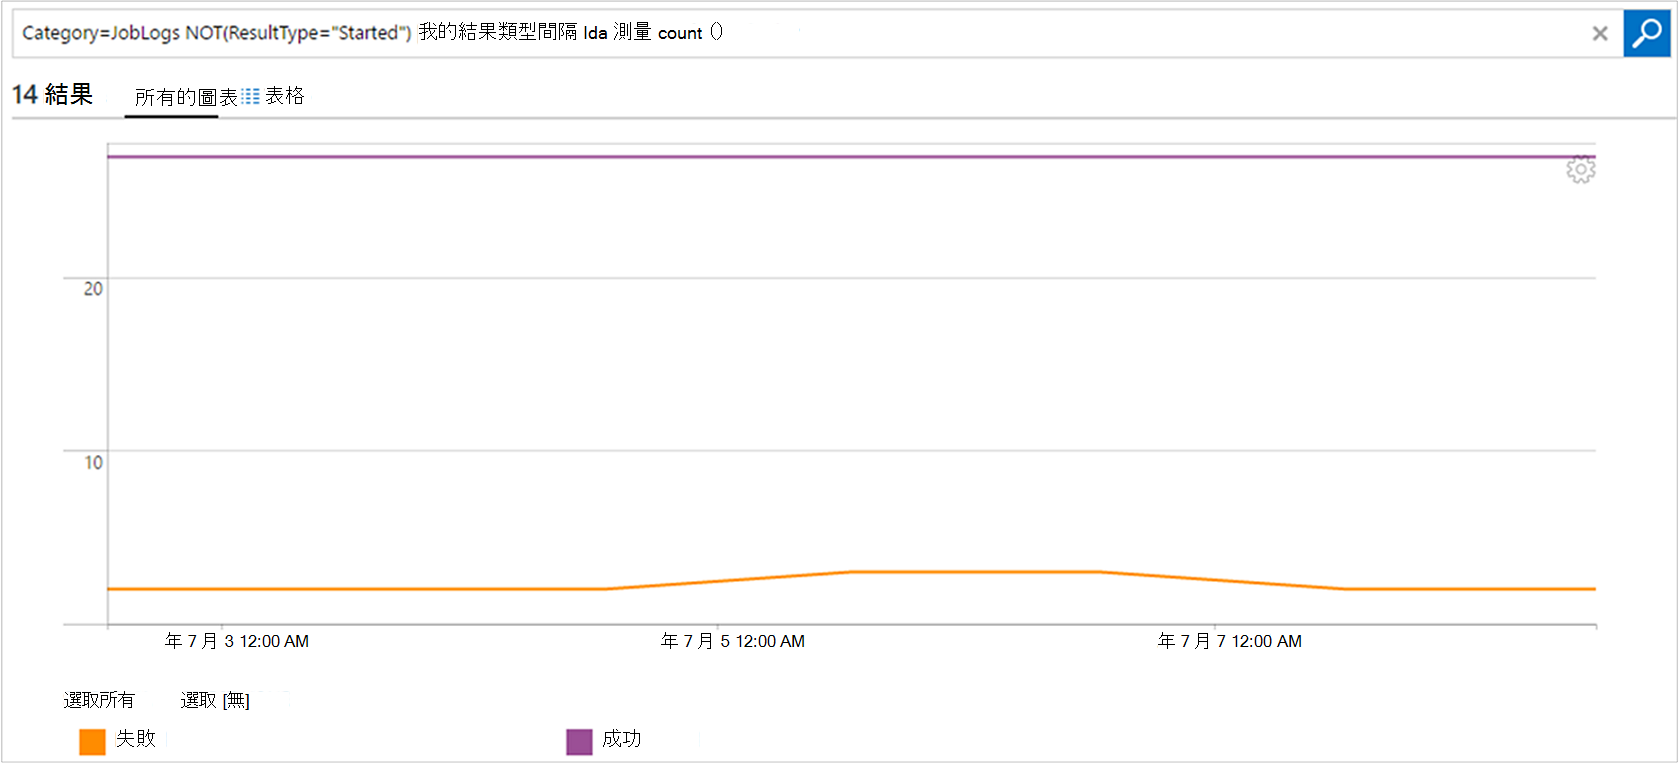 Category=JobLogs NOT(ResultType="Started") 我的結果類型間隔 Ida 測量 count ()
14 結果 所有的圖表 表格
20
10
年 7 月 3 12:00 AM 年 7 月 5 12:00 AM 年 7 月 7 12:00 AM
選取所有 選取 [無]
失敗 成功